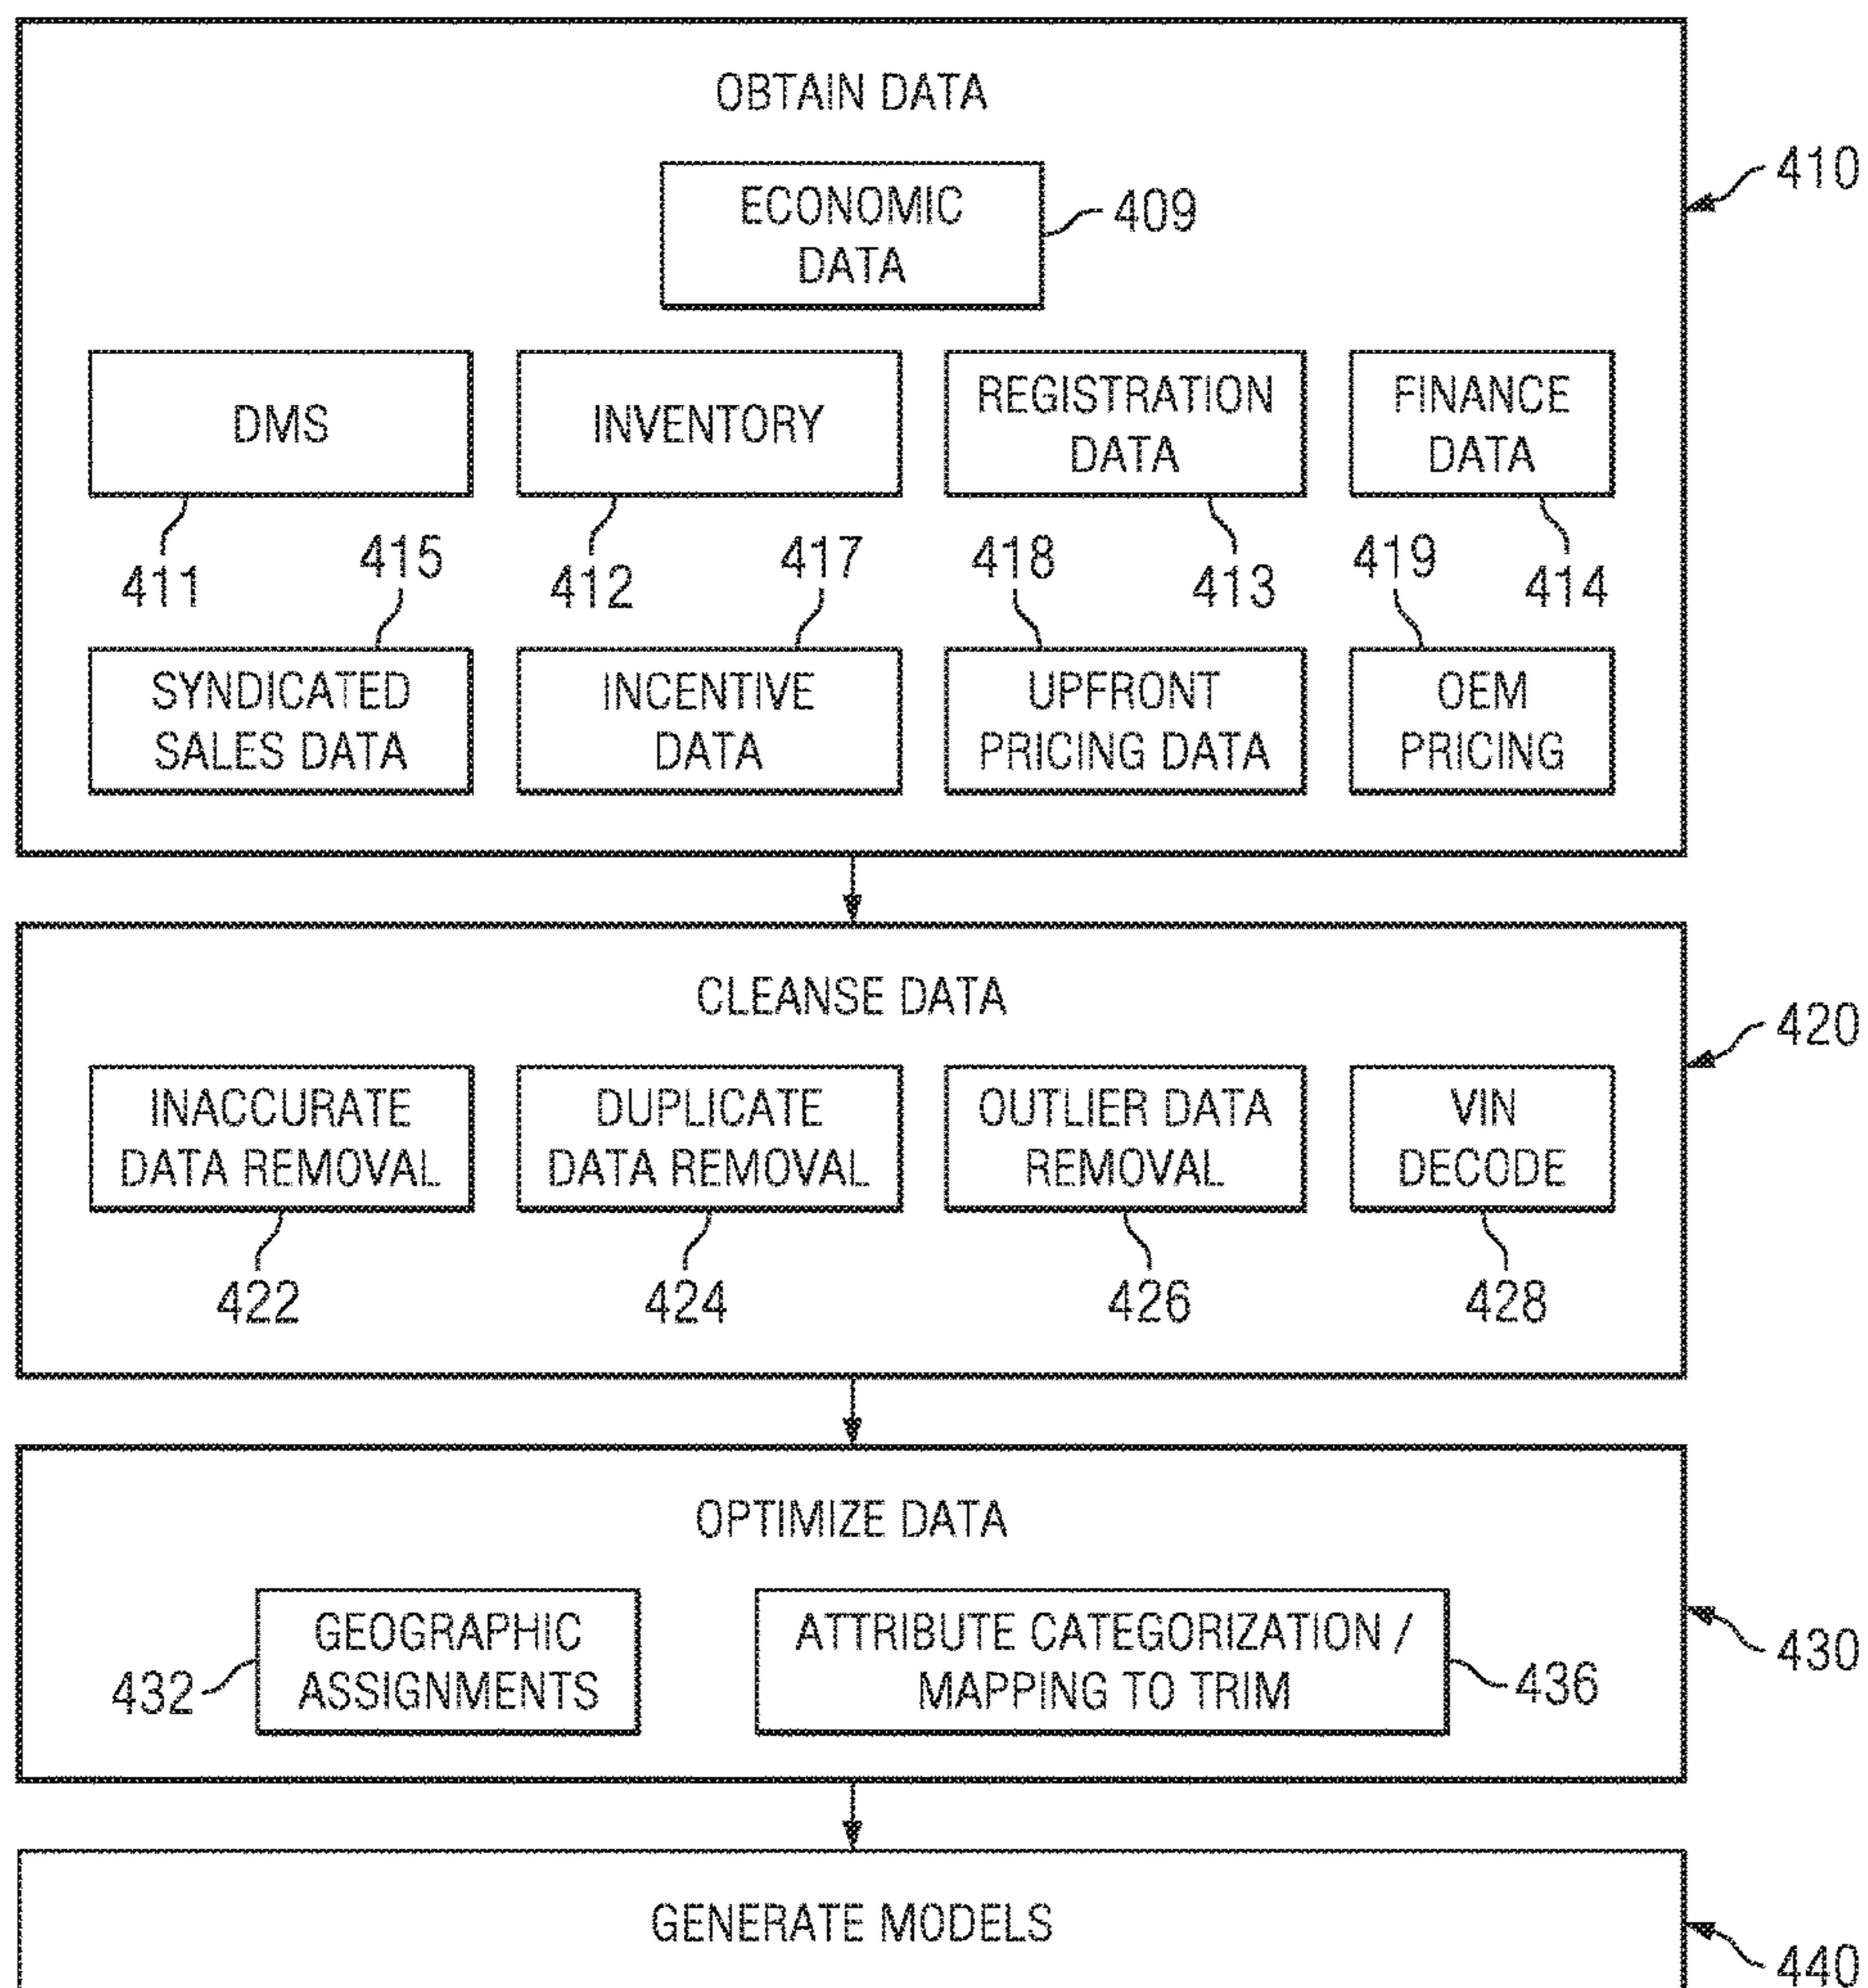 OBTAIN DATA
410
ECONOMIC
DATA
409
DMS
INVENTORY
REGISTRATION
DATA
FINANCE
DATA
411
415
412
417
418
413
419
414
SYNDICATED
SALES DATA
INCENTIVE
DATA
UPFRONT
PRICING DATA
OEM
PRICING
CLEANSE DATA
420
INACCURATE
DATA REMOVAL
DUPLICATE
DATA REMOVAL
OUTLIER DATA
REMOVAL
VIN
DECODE
422
424
426
428
OPTIMIZE DATA
430
432
GEOGRAPHIC
ASSIGNMENTS
ATTRIBUTE CATEGORIZATION /
MAPPING TO TRIM
436
GENERATE MODELS
440